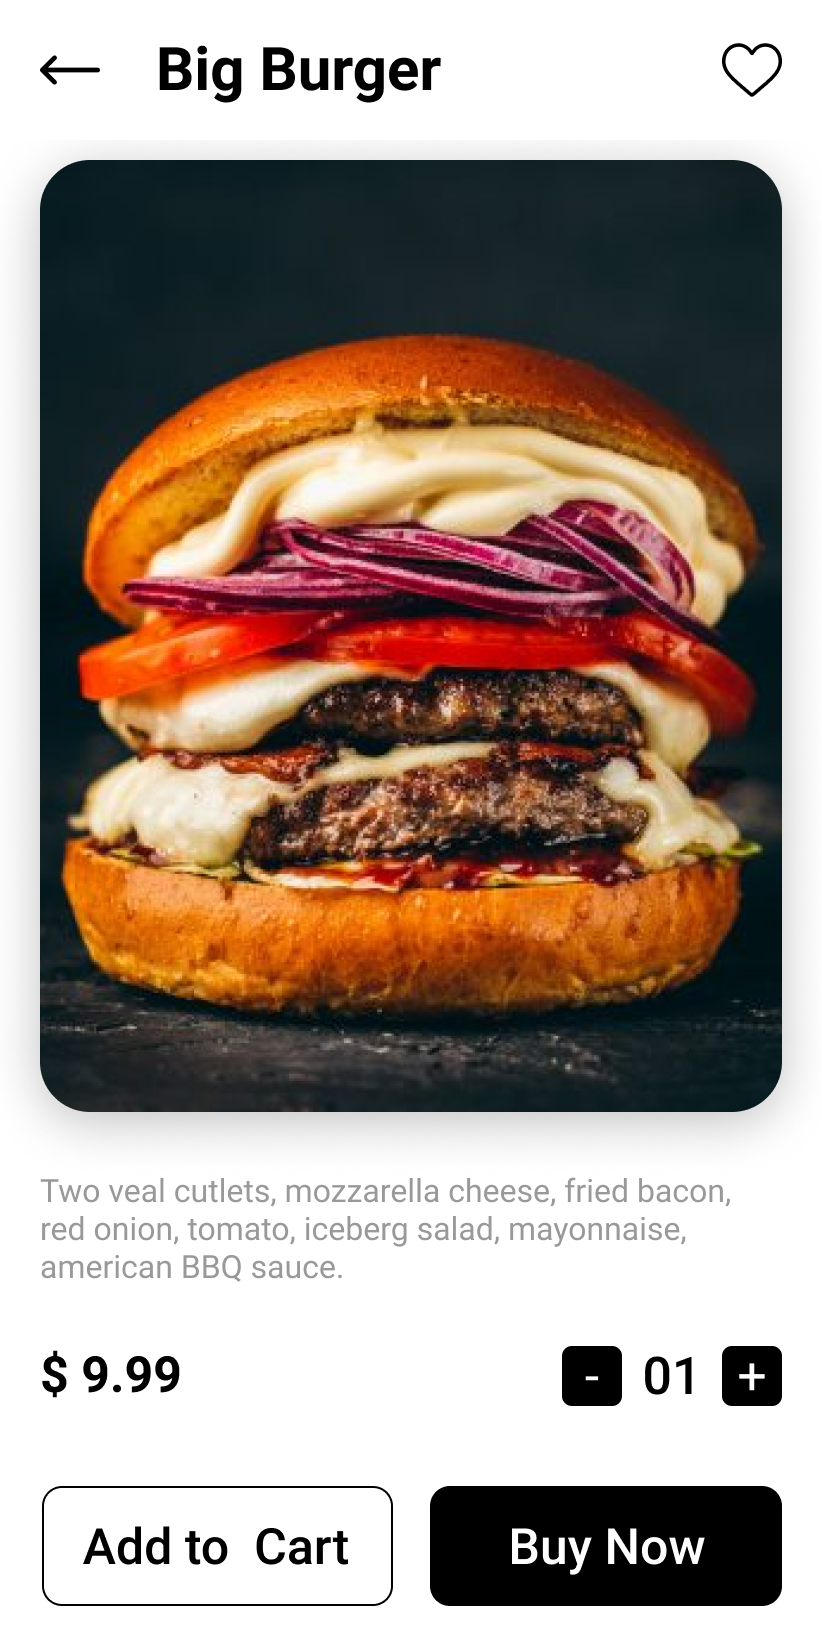 Big Burger
Two veal cutlets, mozzarella cheese, fried bacon,
red onion, tomato, iceberg salad, mayonnaise,
american BBQ sauce.
$ 9.99
- 01 +
Add to  Cart
Buy Now